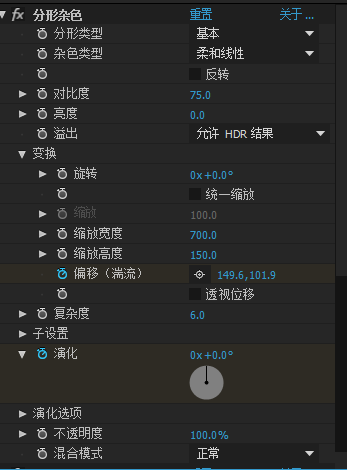 fx 分形杂色 重置 关于 ...
分形类型 基本
杂色类型 柔和线性
反转
对比度 75.0
亮度 0.0
溢出 允许 HDR 结果
变换
旋转 0x+0.0°
统一缩放
缩放 100.0
缩放宽度 700.0
缩放高度 150.0
偏移（湍流） 149.6,101.9
透视位移
复杂度 6.0
子设置
演化 0x+0.0°
演化选项
不透明度 100.0%
混合模式 正常